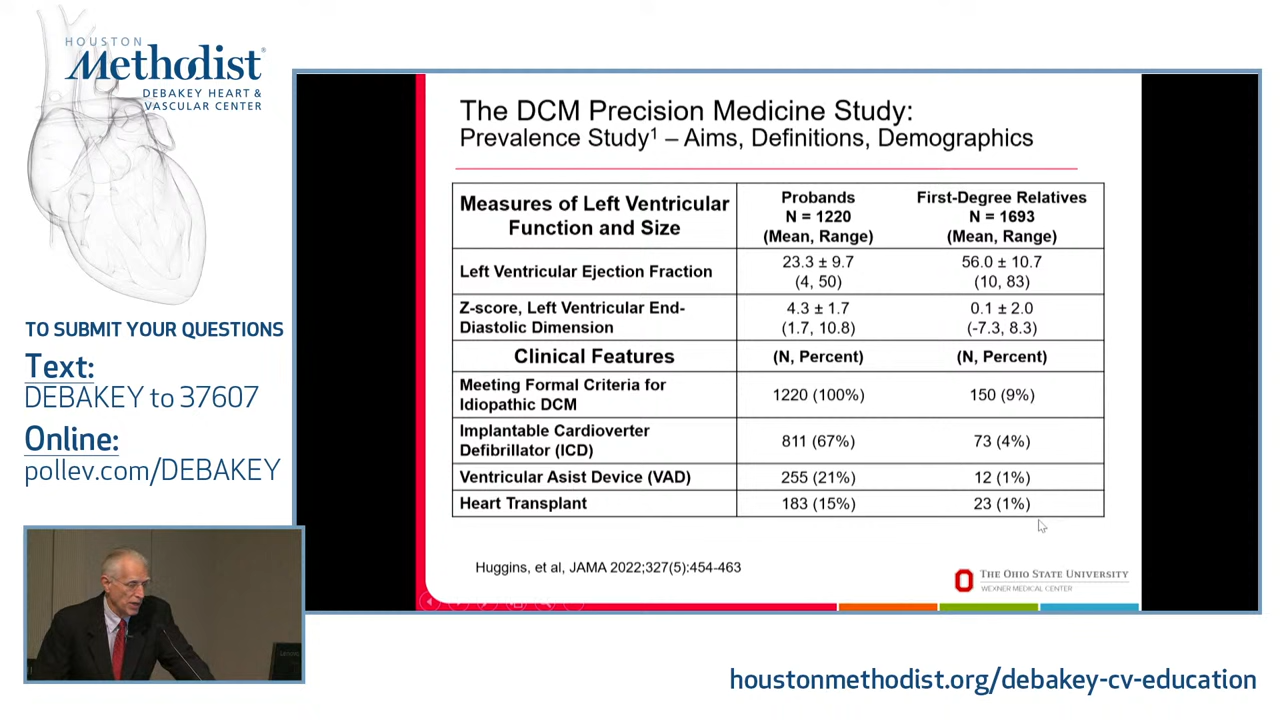 HOUSTON
Methodist®
DEBAKEY HEART &
VASCULAR CENTER
TO SUBMIT YOUR QUESTIONS
Text:
DEBAKEY to 37607
Online:
pollev.com/DEBAKEY
The DCM Precision Medicine Study:
Prevalence Study¹ – Aims, Definitions, Demographics
Measures of Left Ventricular
Function and Size
Probands
N = 1220
(Mean, Range)
First-Degree Relatives
N = 1693
(Mean, Range)
Left Ventricular Ejection Fraction
23.3 ± 9.7
(4, 50)
56.0 ± 10.7
(10, 83)
Z-score, Left Ventricular End-
Diastolic Dimension
4.3 ± 1.7
(1.7, 10.8)
0.1 ± 2.0
(-7.3, 8.3)
Clinical Features
(N, Percent)
(N, Percent)
Meeting Formal Criteria for
Idiopathic DCM
1220 (100%)
150 (9%)
Implantable Cardioverter
Defibrillator (ICD)
811 (67%)
73 (4%)
Ventricular Asist Device (VAD)
255 (21%)
12 (1%)
Heart Transplant
183 (15%)
23 (1%)
Huggins, et al, JAMA 2022;327(5):454-463
THE OHIO STATE UNIVERSITY
WEXNER MEDICAL CENTER
houstonmethodist.org/debakey-cv-education